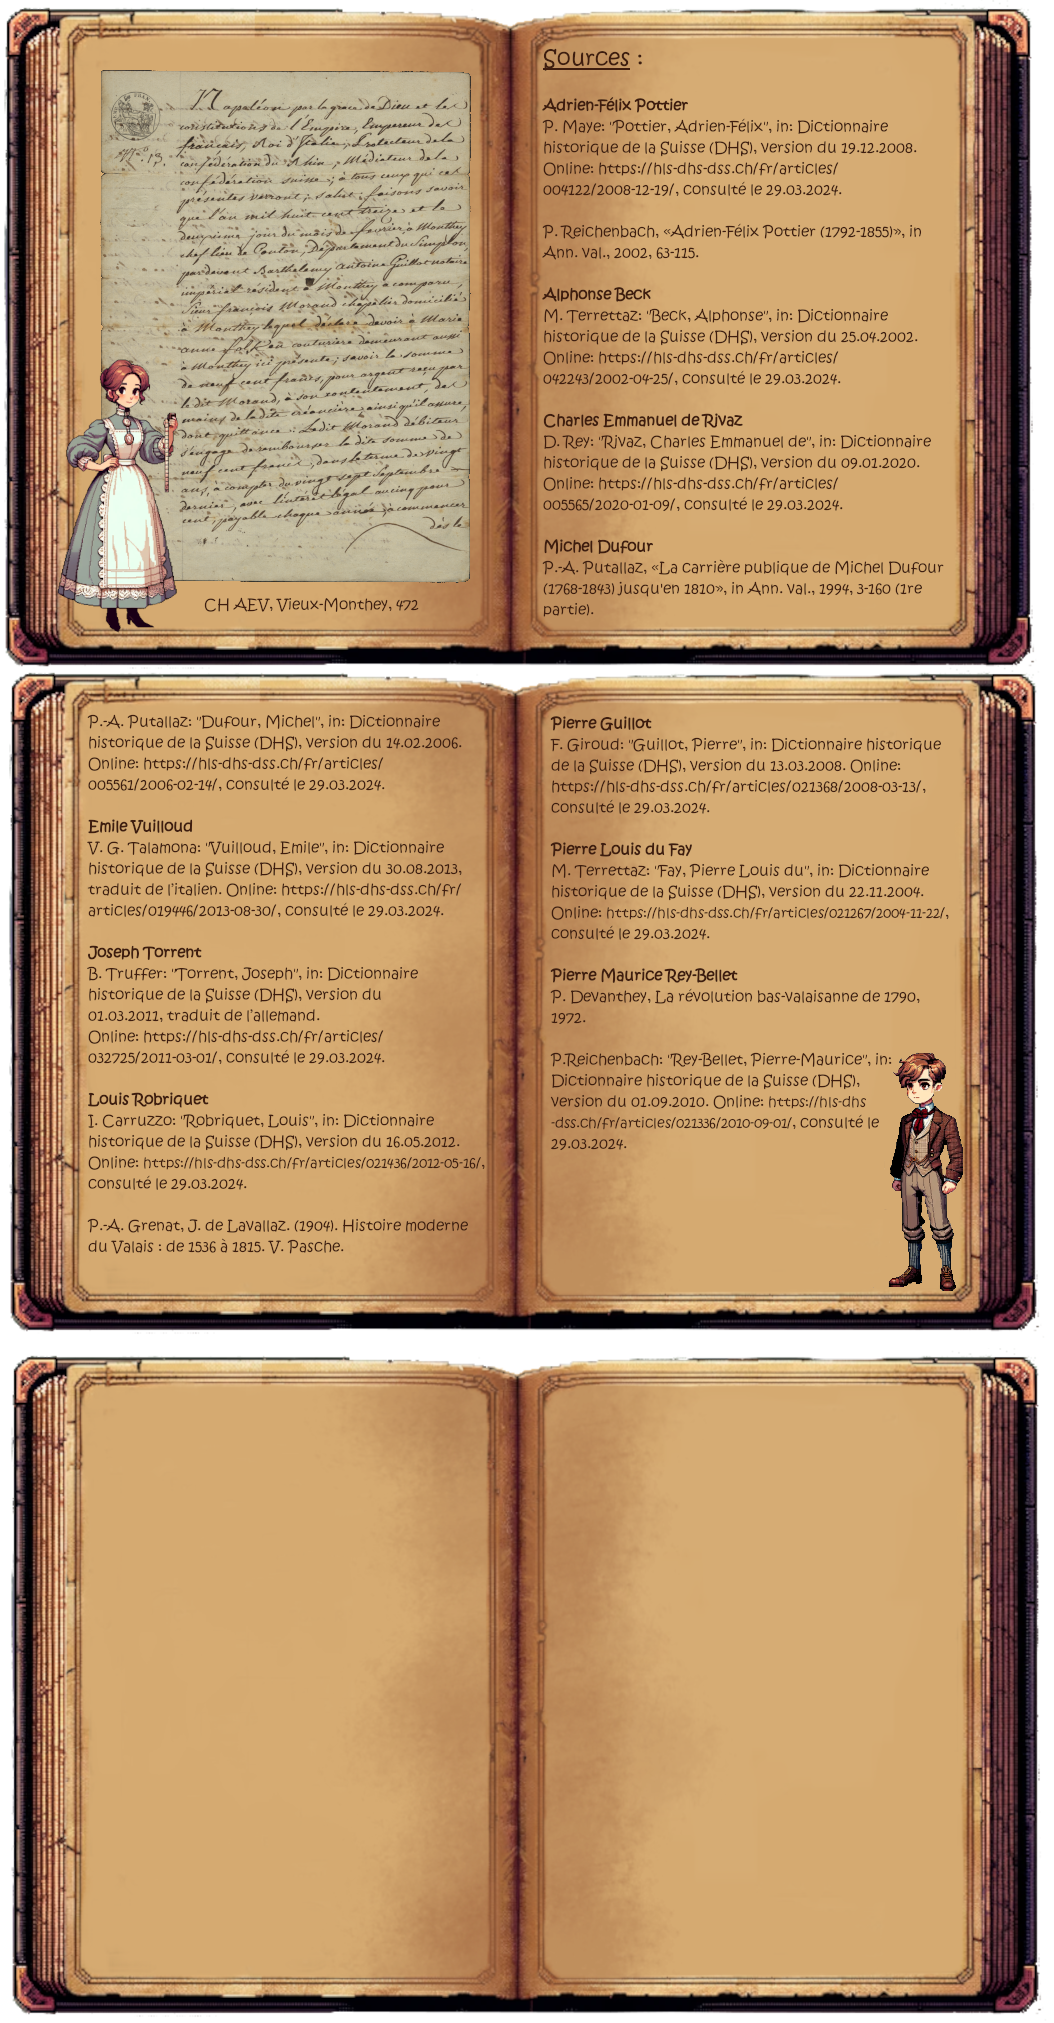 Napoléon par la grace de Dieu et les
constitutions de l'Empire, Empereur des
français, Roi d'Italie, Protecteur de la
confédération du Rhin, Médiateur de la
confédération suisse; à tous ceux qui ces
présentes verront, salut, faisons savoir
que l'an mil huit cent treize et le
deuxième jour du mois de février à Monthey
chef lieu de Canton, Département du Simplon,
pardevant Barthelemy Antoine Guillot notaire
impérial résident à Monthey a comparu,
Sieur françois Morand chapelier domicilié
à Monthey lequel déclare devoir à Marie
anne couturière demeurant aussi
à Monthey ici présente; savoir la somme
de neuf cent francs, pour argent reçu par
ledit Morand, à son contentement, des
mains de la dite créancière ainsi qu'il assure,
dont quittance : Ledit Morand débiteur
s'engage de rembourser la dite somme de
neuf cent francs, dans le terme de vingt
ans, à compter du vingt sept septembre
dernier, avec l'intérêt légal au cinq pour
cent, payable chaque année à commencer
dès le
CH AEV, Vieux-Monthey, 472
Sources :
Adrien-Félix Pottier
P. Maye: "Pottier, Adrien-Félix", in: Dictionnaire
historique de la Suisse (DHS), version du 19.12.2008.
Online: https://hls-dhs-dss.ch/fr/articles/
004122/2008-12-19/, consulté le 29.03.2024.
P. Reichenbach, «Adrien-Félix Pottier (1792-1855)», in
Ann. val., 2002, 63-115.
Alphonse Beck
M. Terrettaz: "Beck, Alphonse", in: Dictionnaire
historique de la Suisse (DHS), version du 25.04.2002.
Online: https://hls-dhs-dss.ch/fr/articles/
042243/2002-04-25/, consulté le 29.03.2024.
Charles Emmanuel de Rivaz
D. Rey: "Rivaz, Charles Emmanuel de", in: Dictionnaire
historique de la Suisse (DHS), version du 09.01.2020.
Online: https://hls-dhs-dss.ch/fr/articles/
005565/2020-01-09/, consulté le 29.03.2024.
Michel Dufour
P.-A. Putallaz, «La carrière publique de Michel Dufour
(1768-1843) jusqu'en 1810», in Ann. val., 1994, 3-160 (1re
partie).
P.-A. Putallaz: "Dufour, Michel", in: Dictionnaire
historique de la Suisse (DHS), version du 14.02.2006.
Online: https://hls-dhs-dss.ch/fr/articles/
005561/2006-02-14/, consulté le 29.03.2024.
Emile Vuilloud
V. G. Talamona: "Vuilloud, Emile", in: Dictionnaire
historique de la Suisse (DHS), version du 30.08.2013,
traduit de l'italien. Online: https://hls-dhs-dss.ch/fr/
articles/019446/2013-08-30/, consulté le 29.03.2024.
Joseph Torrent
B. Truffer: "Torrent, Joseph", in: Dictionnaire
historique de la Suisse (DHS), version du
01.03.2011, traduit de l'allemand.
Online: https://hls-dhs-dss.ch/fr/articles/
032725/2011-03-01/, consulté le 29.03.2024.
Louis Robriquet
I. Carruzzo: "Robriquet, Louis", in: Dictionnaire
historique de la Suisse (DHS), version du 16.05.2012.
Online: https://hls-dhs-dss.ch/fr/articles/021436/2012-05-16/,
consulté le 29.03.2024.
P.-A. Grenat, J. de Lavallaz. (1904). Histoire moderne
du Valais : de 1536 à 1815. V. Pasche.
Pierre Guillot
F. Giroud: "Guillot, Pierre", in: Dictionnaire historique
de la Suisse (DHS), version du 13.03.2008. Online:
https://hls-dhs-dss.ch/fr/articles/021368/2008-03-13/,
consulté le 29.03.2024.
Pierre Louis du Fay
M. Terrettaz: "Fay, Pierre Louis du", in: Dictionnaire
historique de la Suisse (DHS), version du 22.11.2004.
Online: https://hls-dhs-dss.ch/fr/articles/021267/2004-11-22/,
consulté le 29.03.2024.
Pierre Maurice Rey-Bellet
P. Devanthey, La révolution bas-valaisanne de 1790,
1972.
P.Reichenbach: "Rey-Bellet, Pierre-Maurice", in:
Dictionnaire historique de la Suisse (DHS),
version du 01.09.2010. Online: https://hls-dhs
-dss.ch/fr/articles/021336/2010-09-01/, consulté le
29.03.2024.